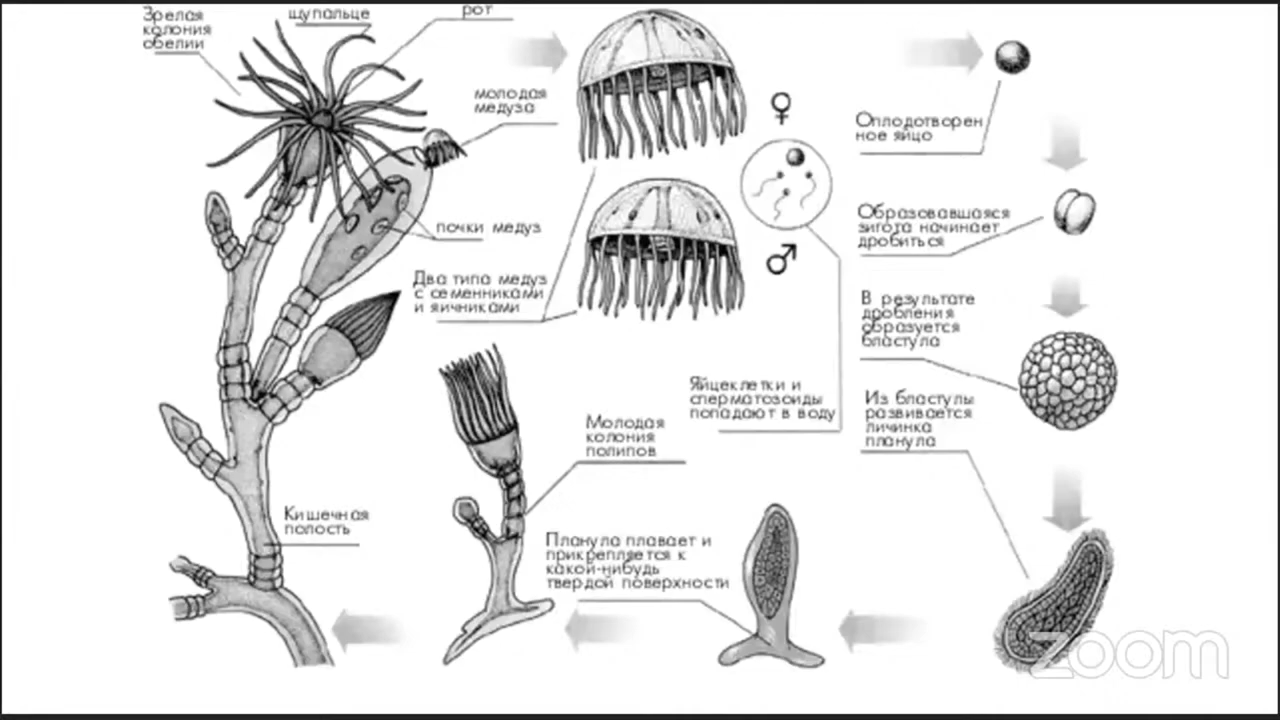 Зрелая
колония
обелии
щупальце
рот
молодая
медуза
почки медуз
Два типа медуз
с семенниками
и яичниками
♀
♂
Оплодотворен
ное яйцо
Образовавшаяся
зигота начинает
дробиться
В результате
дробления
образуется
бластула
Яйцеклетки и
сперматозоиды
попадают в воду
Из бластулы
развивается
личинка
планула
Молодая
колония
полипов
Кишечная
полость
Планула плавает и
прикрепляется к
какой-нибудь
твердой поверхности
zoom